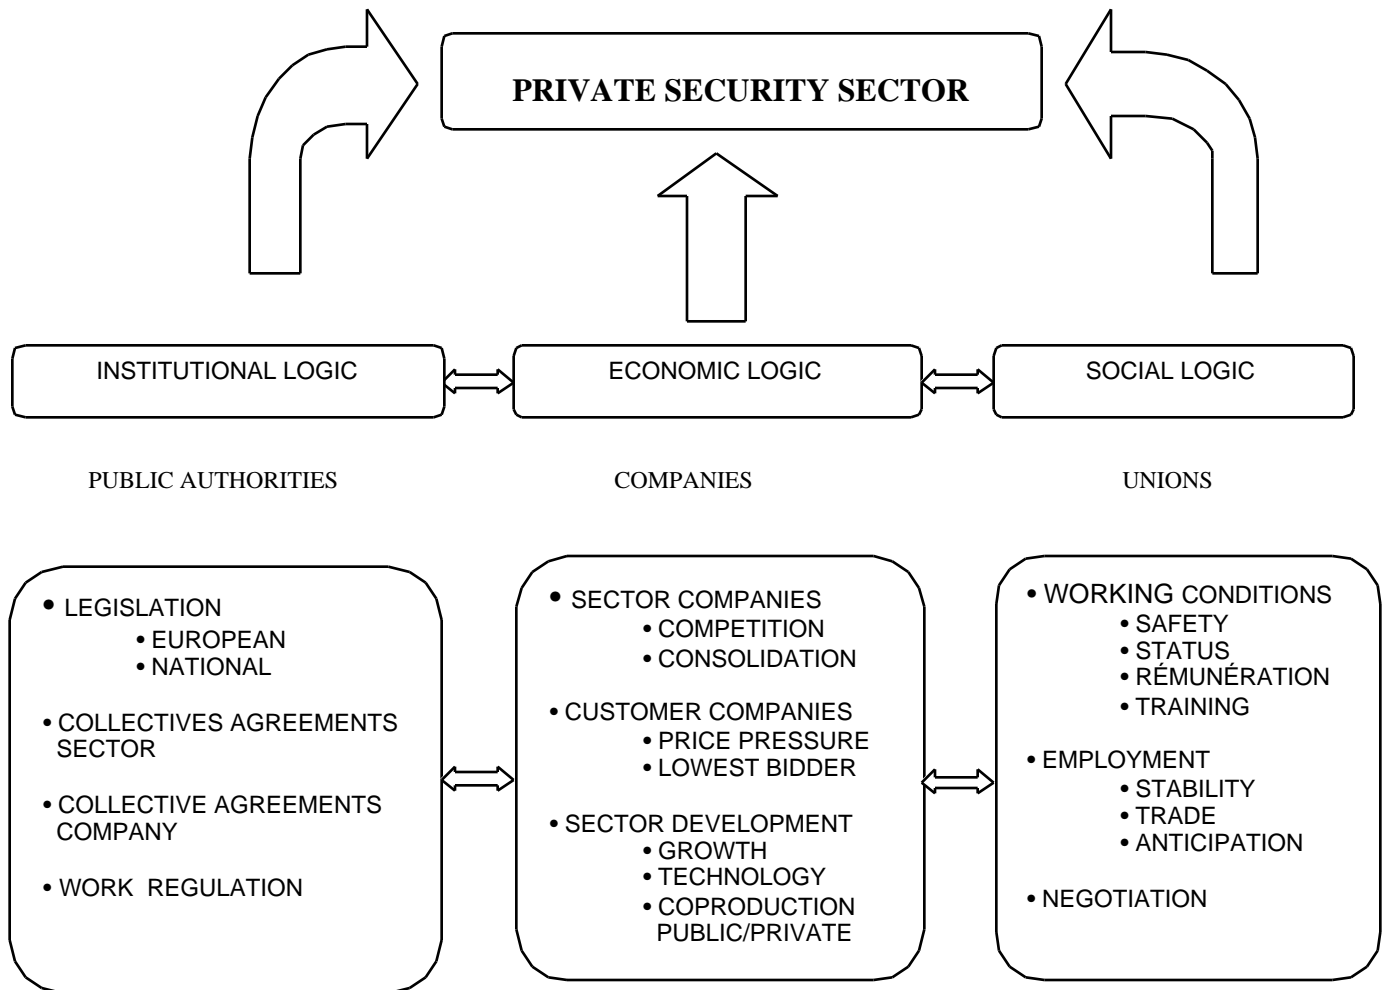 PRIVATE SECURITY SECTOR
INSTITUTIONAL LOGIC
ECONOMIC LOGIC
SOCIAL LOGIC
PUBLIC AUTHORITIES
COMPANIES
UNIONS
• LEGISLATION
• EUROPEAN
• NATIONAL
• COLLECTIVES AGREEMENTS
SECTOR
• COLLECTIVE AGREEMENTS
COMPANY
• WORK REGULATION
• SECTOR COMPANIES
• COMPETITION
• CONSOLIDATION
• CUSTOMER COMPANIES
• PRICE PRESSURE
• LOWEST BIDDER
• SECTOR DEVELOPMENT
• GROWTH
• TECHNOLOGY
• COPRODUCTION
PUBLIC/PRIVATE
• WORKING CONDITIONS
• SAFETY
• STATUS
• RÉMUNÉRATION
• TRAINING
• EMPLOYMENT
• STABILITY
• TRADE
• ANTICIPATION
• NEGOTIATION